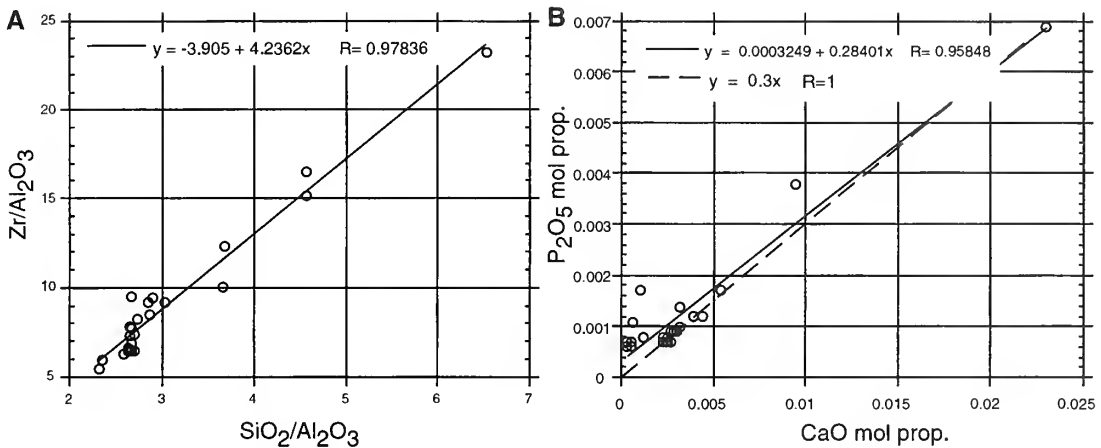 A
25
20
15
10
5
2
3
4
5
6
7
Zr/Al2O3
SiO2/Al2O3
y = -3.905 + 4.2362x R= 0.97836
B
0.007
0.006
0.005
0.004
0.003
0.002
0.001
0
0
0.005
0.01
0.015
0.02
0.025
P2O5 mol prop.
CaO mol prop.
y = 0.0003249 + 0.28401x R= 0.95848
y = 0.3x R=1